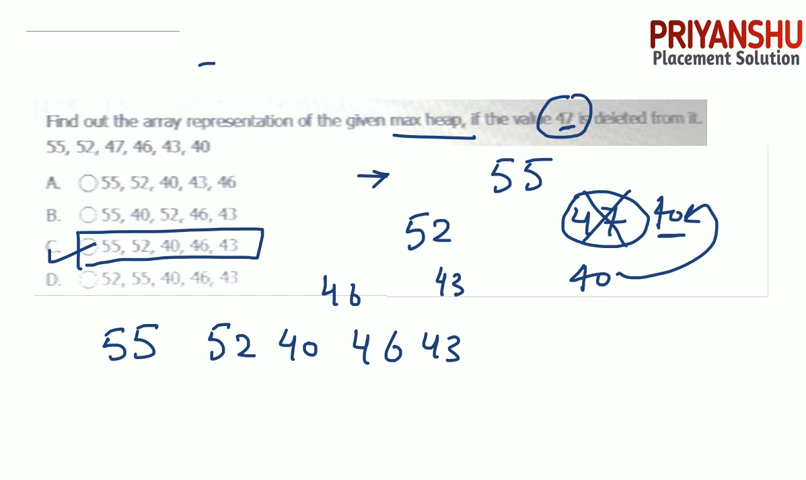 PRIYANSHU
Placement Solution
Find out the array representation of the given max heap, if the value 47 is deleted from it.
55, 52, 47, 46, 43, 40
A. 55, 52, 40, 43, 46
B. 55, 40, 52, 46, 43
C. 55, 52, 40, 46, 43
D. 52, 55, 40, 46, 43
55
52 47 40
46 43 40
55 52 40 46 43